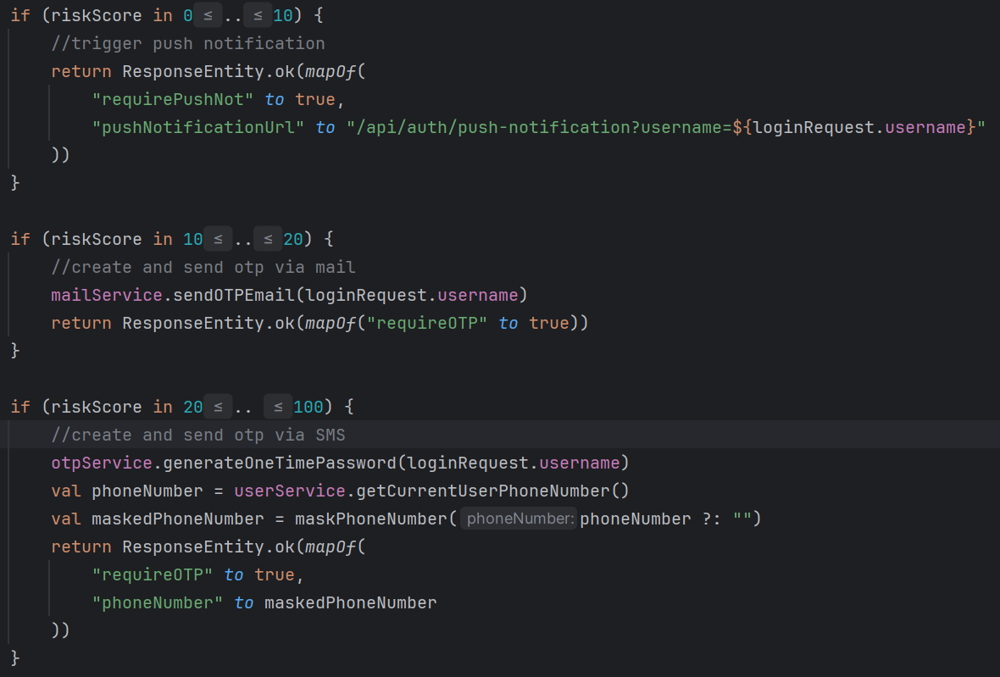 if (riskScore in 0 ≤ .. ≤ 10) {
//trigger push notification
return ResponseEntity.ok(mapOf(
"requirePushNot" to true,
"pushNotificationUrl" to "/api/auth/push-notification?username=${loginRequest.username}"
))
}
if (riskScore in 10 ≤ .. ≤ 20) {
//create and send otp via mail
mailService.sendOTPEmail(loginRequest.username)
return ResponseEntity.ok(mapOf("requireOTP" to true))
}
if (riskScore in 20 ≤ .. ≤ 100) {
//create and send otp via SMS
otpService.generateOneTimePassword(loginRequest.username)
val phoneNumber = userService.getCurrentUserPhoneNumber()
val maskedPhoneNumber = maskPhoneNumber( phoneNumber: phoneNumber ?: "")
return ResponseEntity.ok(mapOf(
"requireOTP" to true,
"phoneNumber" to maskedPhoneNumber
))
}